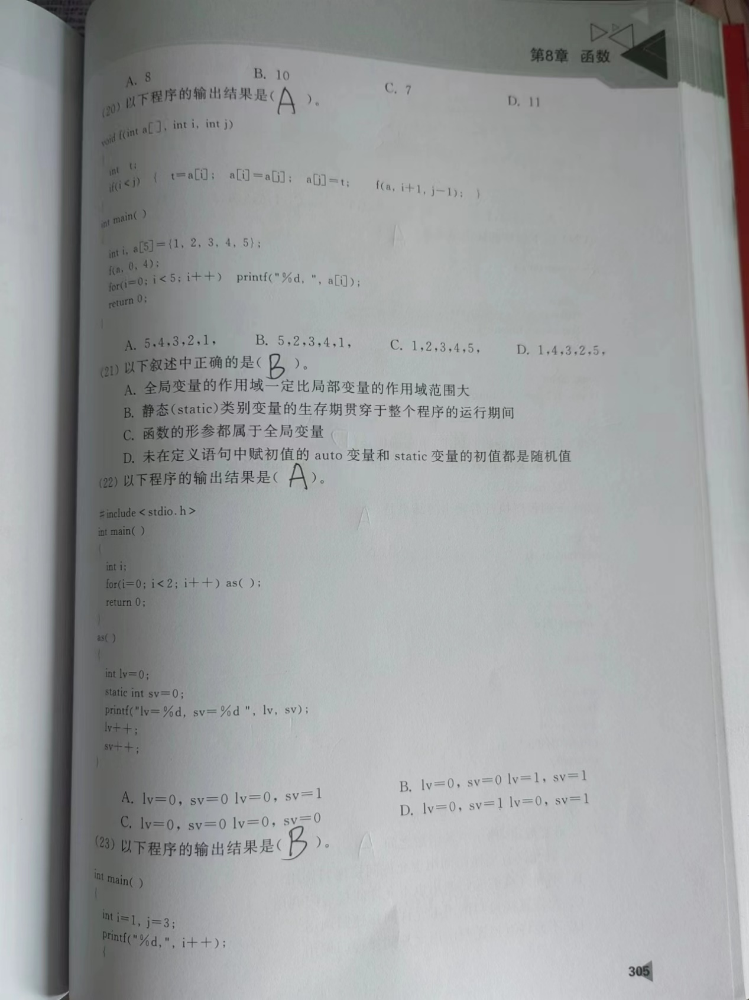 第8章 函数
A. 8 B. 10 C. 7 D. 11
(20) 以下程序的输出结果是( A )。
void f(int a[], int i, int j)
{
int t;
if(i<j) { t=a[i]; a[i]=a[j]; a[j]=t; f(a, i+1, j-1); }
}
int main( )
{
int i, a[5]={1, 2, 3, 4, 5};
f(a, 0, 4);
for(i=0; i<5; i++) printf("%d, ", a[i]);
return 0;
}
A. 5,4,3,2,1, B. 5,2,3,4,1, C. 1,2,3,4,5, D. 1,4,3,2,5,
(21) 以下叙述中正确的是( B )。
A. 全局变量的作用域一定比局部变量的作用域范围大
B. 静态(static)类别变量的生存期贯穿于整个程序的运行期间
C. 函数的形参都属于全局变量
D. 未在定义语句中赋初值的 auto 变量和 static 变量的初值都是随机值
(22) 以下程序的输出结果是( A )。
#include<stdio.h>
int main( )
{
int i;
for(i=0; i<2; i++) as( );
return 0;
}
as( )
{
int lv=0;
static int sv=0;
printf("lv=%d, sv=%d ", lv, sv);
lv++;
sv++;
}
A. lv=0, sv=0 lv=0, sv=1 B. lv=0, sv=0 lv=1, sv=1
C. lv=0, sv=0 lv=0, sv=0 D. lv=0, sv=1 lv=0, sv=1
(23) 以下程序的输出结果是( B )。
int main( )
{
int i=1, j=3;
printf("%d,", i++);
{
305